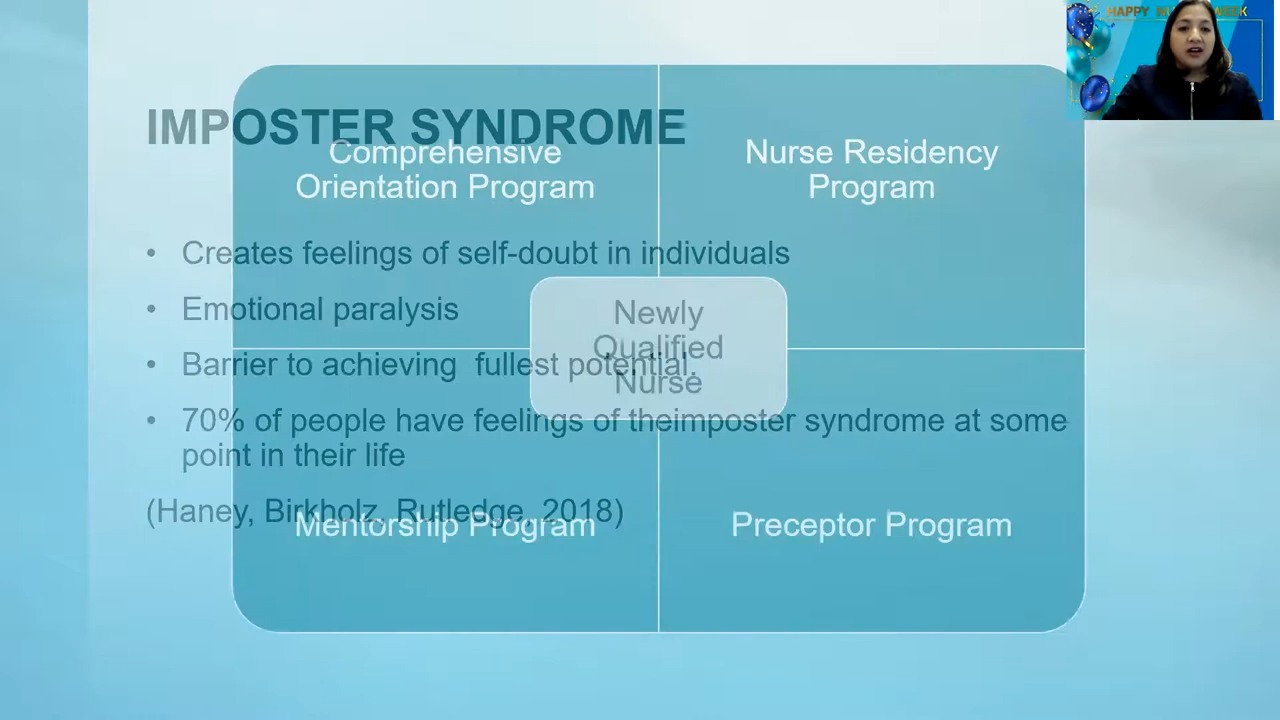 HAPPY NU WEEK
IMPOSTER SYNDROME
Comprehensive
Orientation Program
Nurse Residency
Program
• Creates feelings of self-doubt in individuals
• Emotional paralysis
• Barrier to achieving fullest potential.
• 70% of people have feelings of theimposter syndrome at some
point in their life
(Haney, Birkholz, Rutledge, 2018)
Newly
Qualified
Nurse
Mentorship Program
Preceptor Program